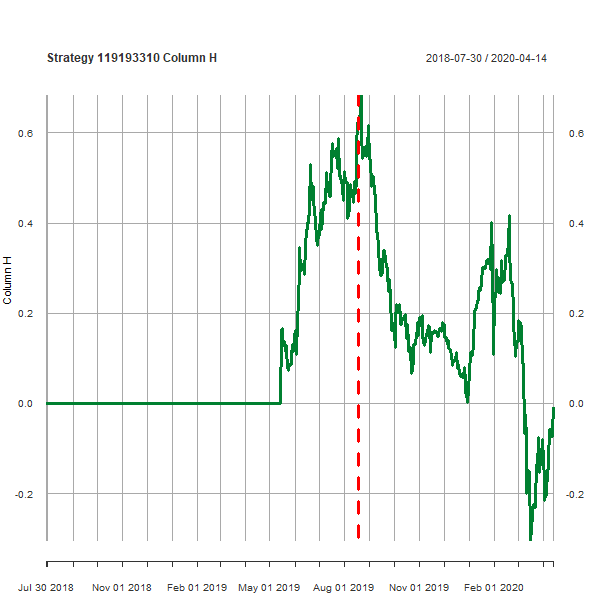 Strategy 119193310 Column H
2018-07-30 / 2020-04-14
0.6
0.6
0.4
0.4
0.2
0.2
0.0
0.0
-0.2
-0.2
Column H
Jul 30 2018
Nov 01 2018
Feb 01 2019
May 01 2019
Aug 01 2019
Nov 01 2019
Feb 01 2020